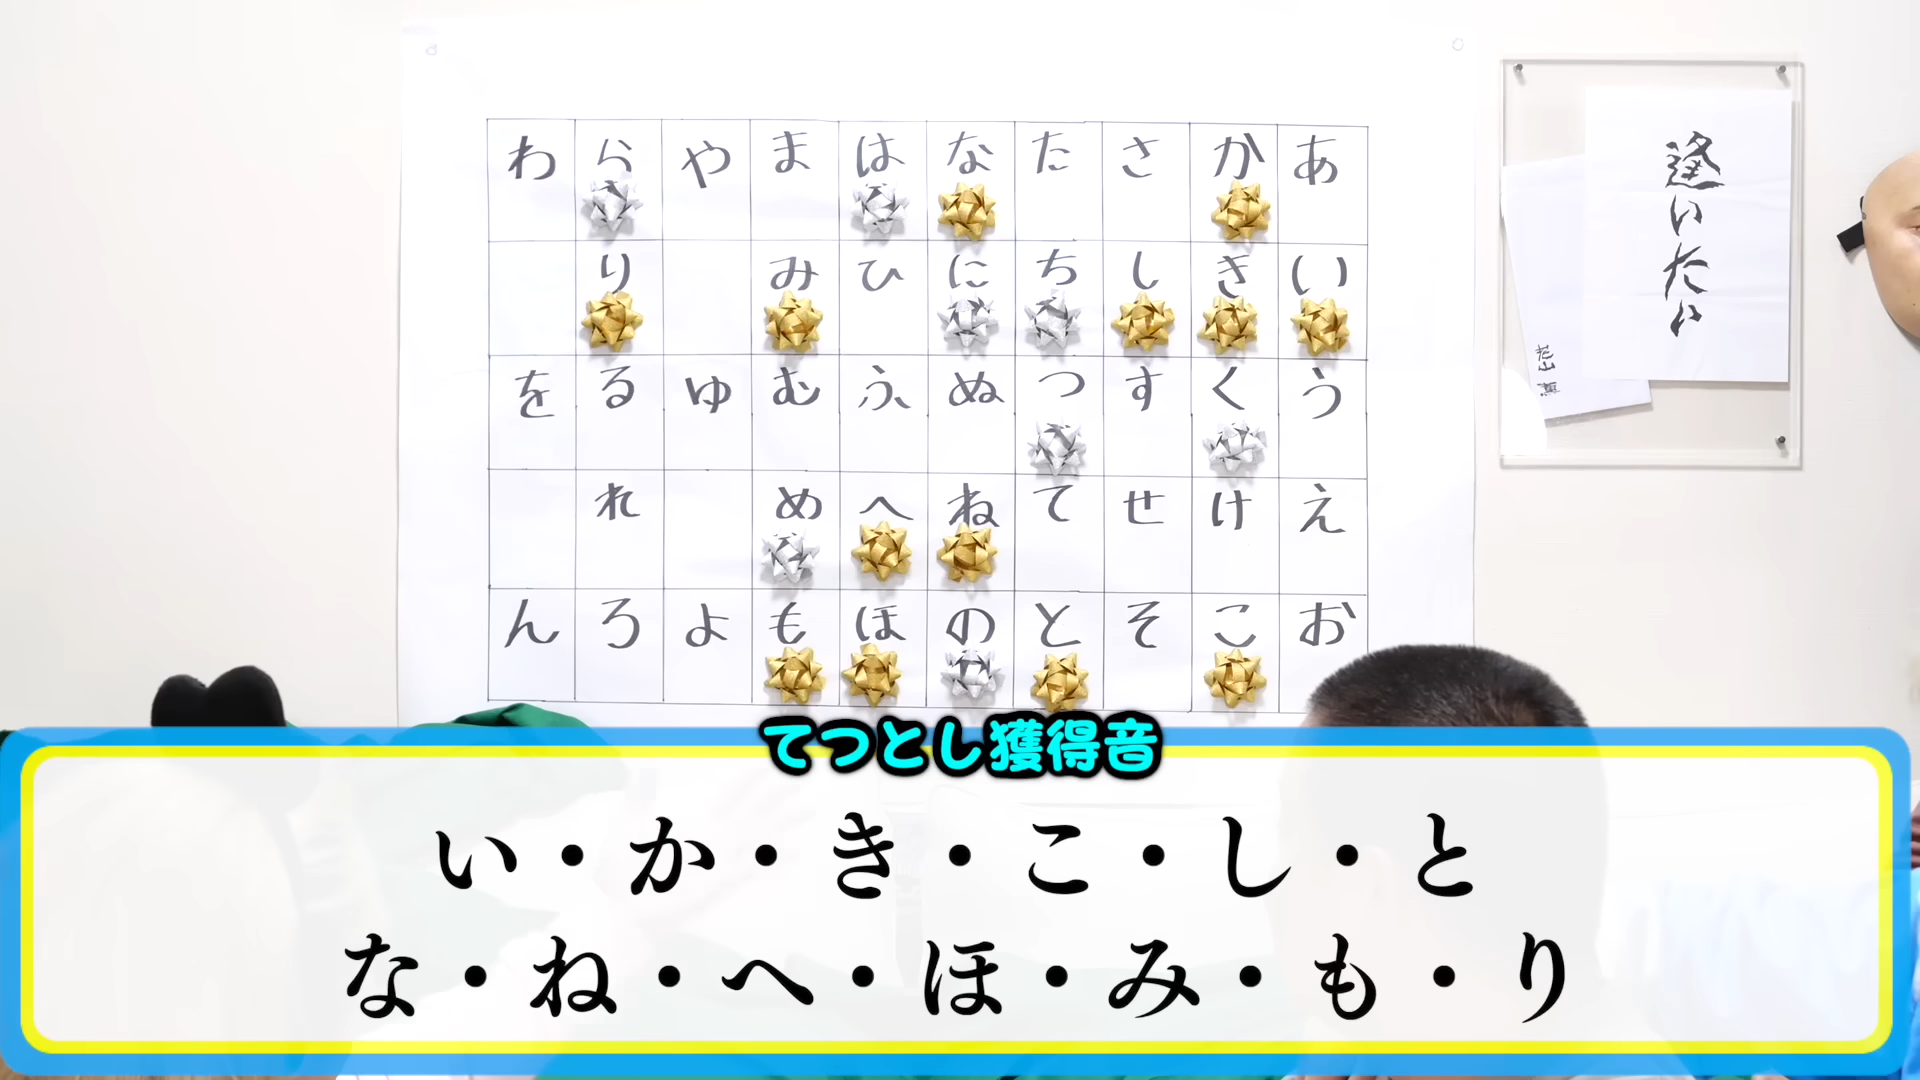 わ ら や ま は な た さ か あ
り み ひ に ち し き い
を る ゆ む ふ ぬ つ す く う
れ め へ ね て せ け え
ん ろ よ も ほ の と そ こ お
逢いたい
花山 薫
てつとし獲得音
い・か・き・こ・し・と
な・ね・へ・ほ・み・も・り